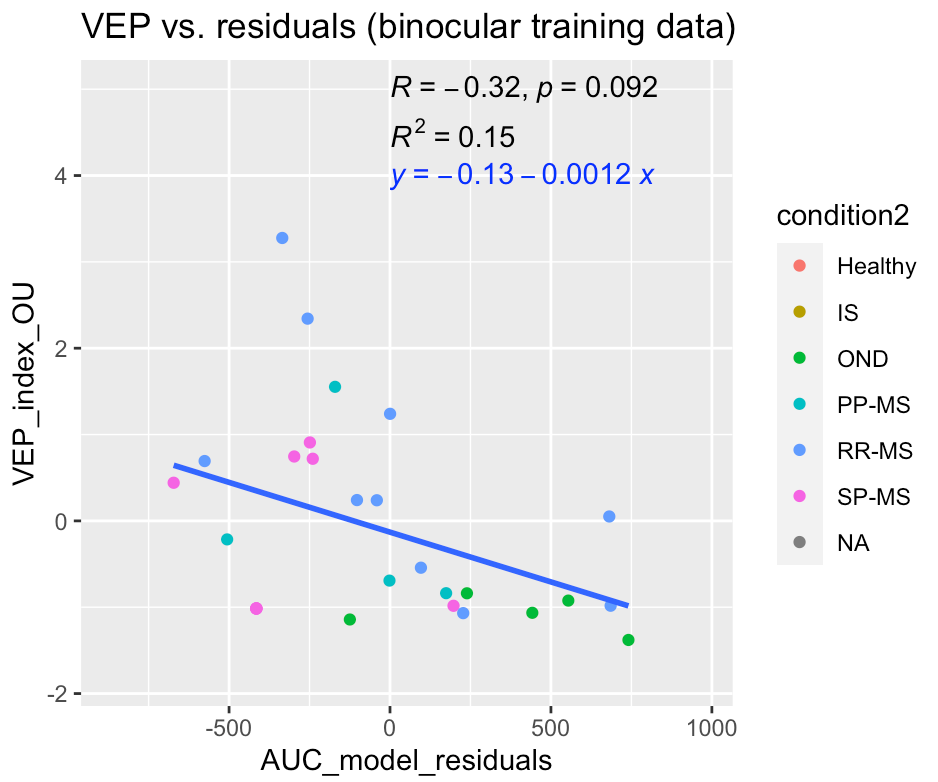 VEP vs. residuals (binocular training data)
R = −0.32, p = 0.092
R² = 0.15
y = −0.13 − 0.0012 x
VEP_index_OU
4
2
0
-2
-500
0
500
1000
AUC_model_residuals
condition2
Healthy
IS
OND
PP-MS
RR-MS
SP-MS
NA